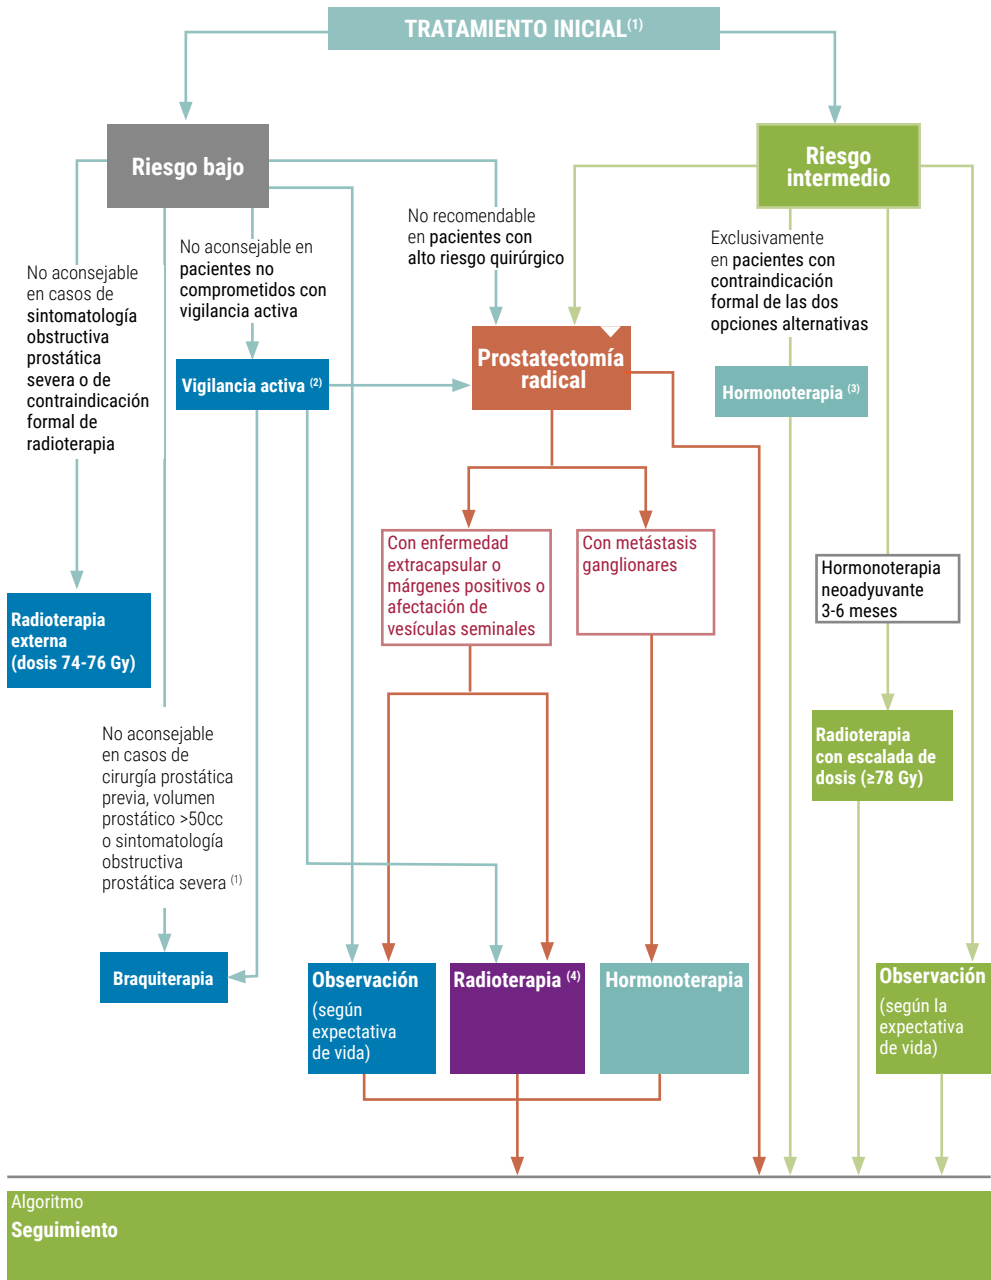 TRATAMIENTO INICIAL(1)
Riesgo bajo
Riesgo
intermedio
No recomendable
en pacientes con
alto riesgo quirúrgico
Exclusivamente
en pacientes con
contraindicación
formal de las dos
opciones alternativas
No aconsejable en
pacientes no
comprometidos con
vigilancia activa
No aconsejable
en casos de
sintomatología
obstructiva
prostática
severa o de
contraindicación
formal de
radioterapia
Vigilancia activa (2)
Prostatectomía
radical
Hormonoterapia (3)
Con enfermedad
extracapsular o
márgenes positivos o
afectación de
vesículas seminales
Con metástasis
ganglionares
Hormonoterapia
neoadyuvante
3-6 meses
Radioterapia
externa
(dosis 74-76 Gy)
Radioterapia
con escalada de
dosis (≥78 Gy)
No aconsejable
en casos de
cirugía prostática
previa, volumen
prostático >50cc
o sintomatología
obstructiva
prostática severa (1)
Braquiterapia
Observación
(según
expectativa
de vida)
Radioterapia (4)
Hormonoterapia
Observación
(según la
expectativa
de vida)
Algoritmo
Seguimiento